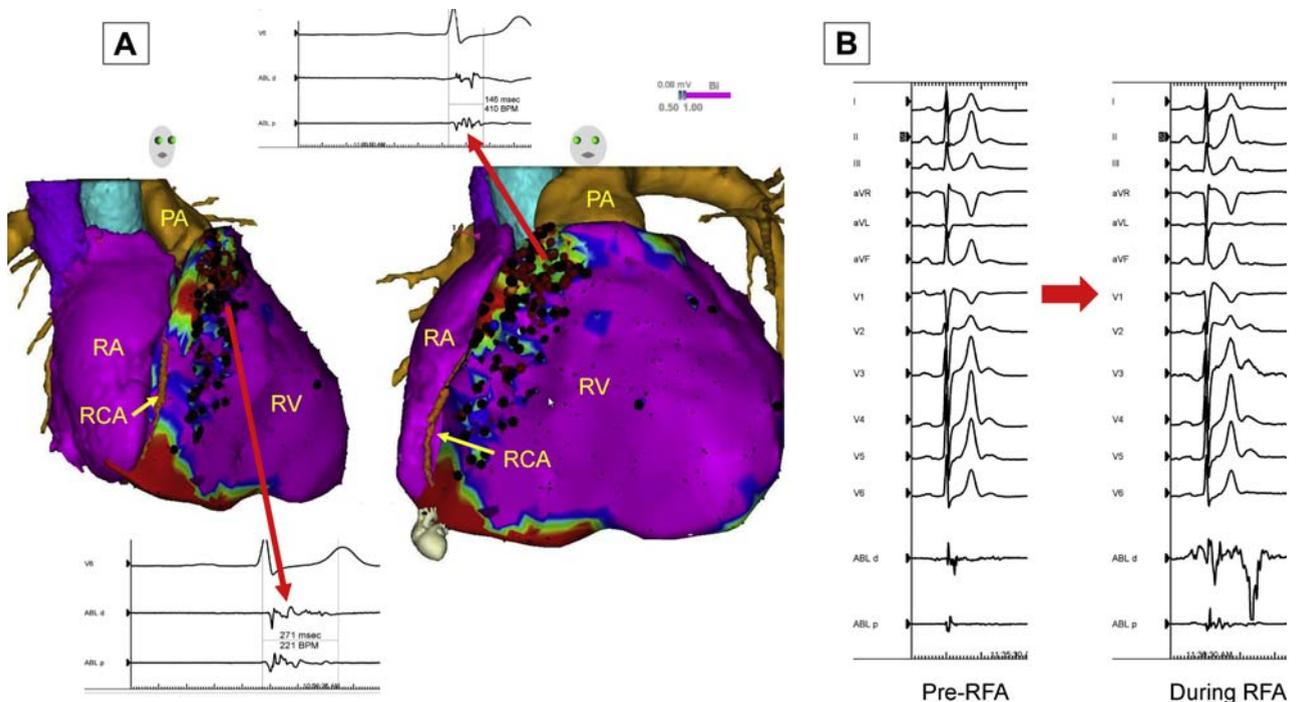 A
V6
ABL d
146 msec
410 BPM
ABL p
0.08 mV Bi
0.50 1.00
PA
RA
RCA
RV
PA
RA
RV
RCA
V6
ABL d
271 msec
221 BPM
ABL p
B
I
II
III
aVR
aVL
aVF
V1
V2
V3
V4
V5
V6
ABL d
ABL p
Pre-RFA
I
II
III
aVR
aVL
aVF
V1
V2
V3
V4
V5
V6
ABL d
ABL p
During RFA